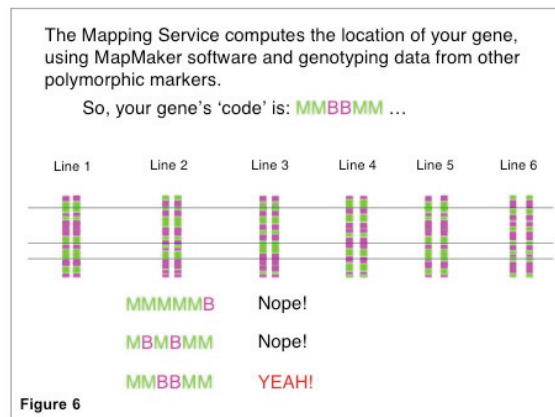 The Mapping Service computes the location of your gene,
using MapMaker software and genotyping data from other
polymorphic markers.
So, your gene's 'code' is: MMBBMM ...
Line 1 Line 2 Line 3 Line 4 Line 5 Line 6
MMMMMB Nope!
MBMBMM Nope!
MMBBMM YEAH!
Figure 6